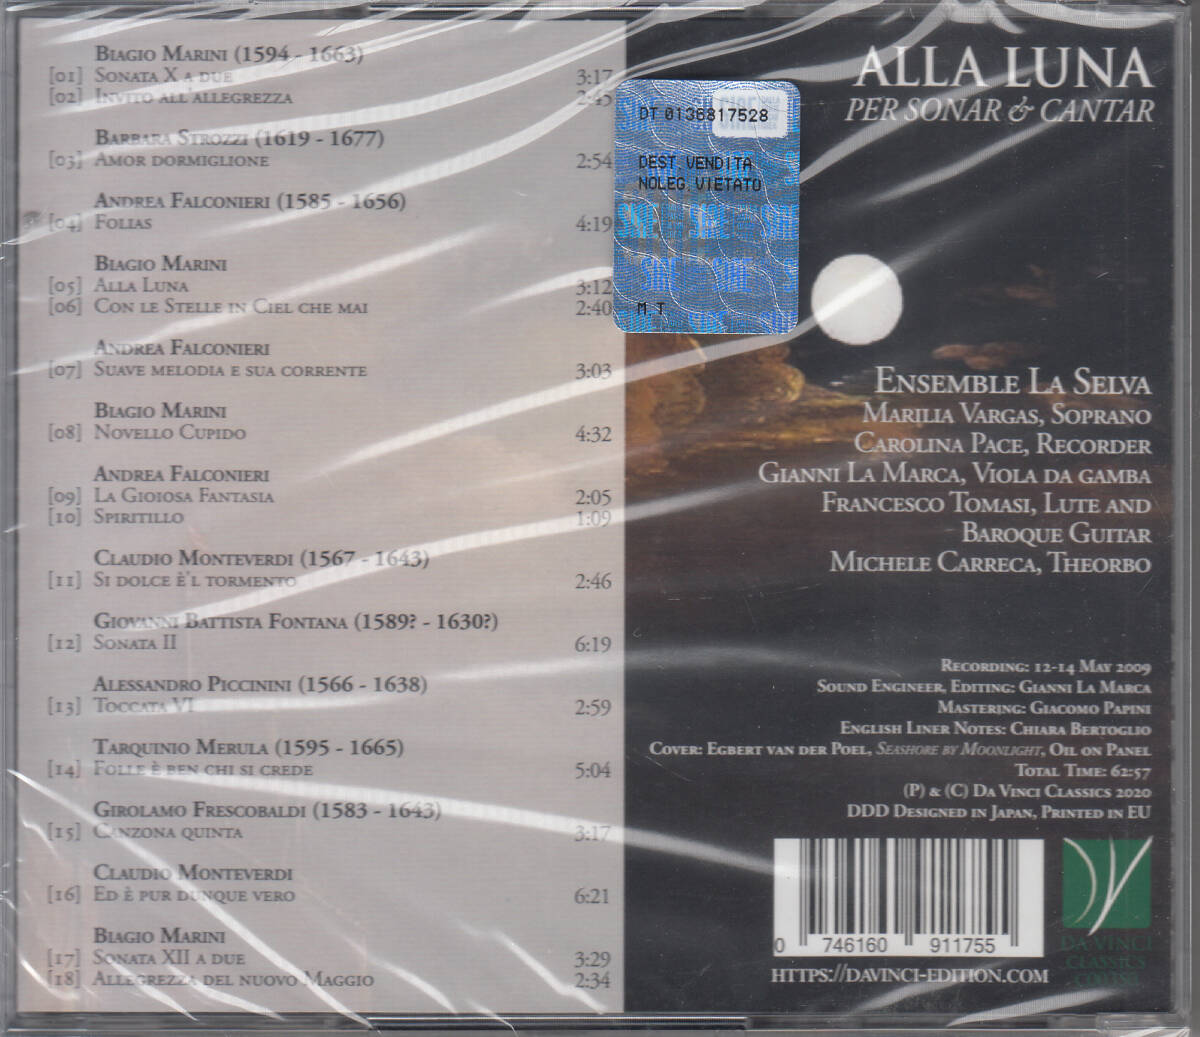 Biagio Marini (1594 - 1663)
[01] Sonata X a due 3:17
[02] Invito all'allegrezza 2:45
Barbara Strozzi (1619 - 1677)
[03] Amor dormiglione 2:54
Andrea Falconieri (1585 - 1656)
[04] Folias 4:19
Biagio Marini
[05] Alla Luna 3:12
[06] Con le Stelle in Ciel che mai 2:40
Andrea Falconieri
[07] Suave melodia e sua corrente 3:03
Biagio Marini
[08] Novello Cupido 4:32
Andrea Falconieri
[09] La Gioiosa Fantasia 2:05
[10] Spiritillo 1:09
Claudio Monteverdi (1567 - 1643)
[11] Si dolce è'l tormento 2:46
Giovanni Battista Fontana (1589? - 1630?)
[12] Sonata II 6:19
Alessandro Piccinini (1566 - 1638)
[13] Toccata VI 2:59
Tarquinio Merula (1595 - 1665)
[14] Folle è ben chi si crede 5:04
Girolamo Frescobaldi (1583 - 1643)
[15] Canzona quinta 3:17
Claudio Monteverdi
[16] Ed è pur dunque vero 6:21
Biagio Marini
[17] Sonata XII a due 3:29
[18] Allegrezza del nuovo Maggio 2:34
DT 0136817528
DEST VENDITA
NOLEG.VIETATO
M.T
ALLA LUNA
PER SONAR & CANTAR
Ensemble La Selva
Marilia Vargas, Soprano
Carolina Pace, Recorder
Gianni La Marca, Viola da gamba
Francesco Tomasi, Lute and
Baroque Guitar
Michele Carreca, Theorbo
Recording: 12-14 May 2009
Sound Engineer, Editing: Gianni La Marca
Mastering: Giacomo Papini
English Liner Notes: Chiara Bertoglio
Cover: Egbert van der Poel, Seashore by Moonlight, Oil on Panel
Total Time: 62:57
(P) & (C) Da Vinci Classics 2020
DDD Designed in Japan, Printed in EU
0 746160 911755
https://davinci-edition.com
DA VINCI
CLASSICS